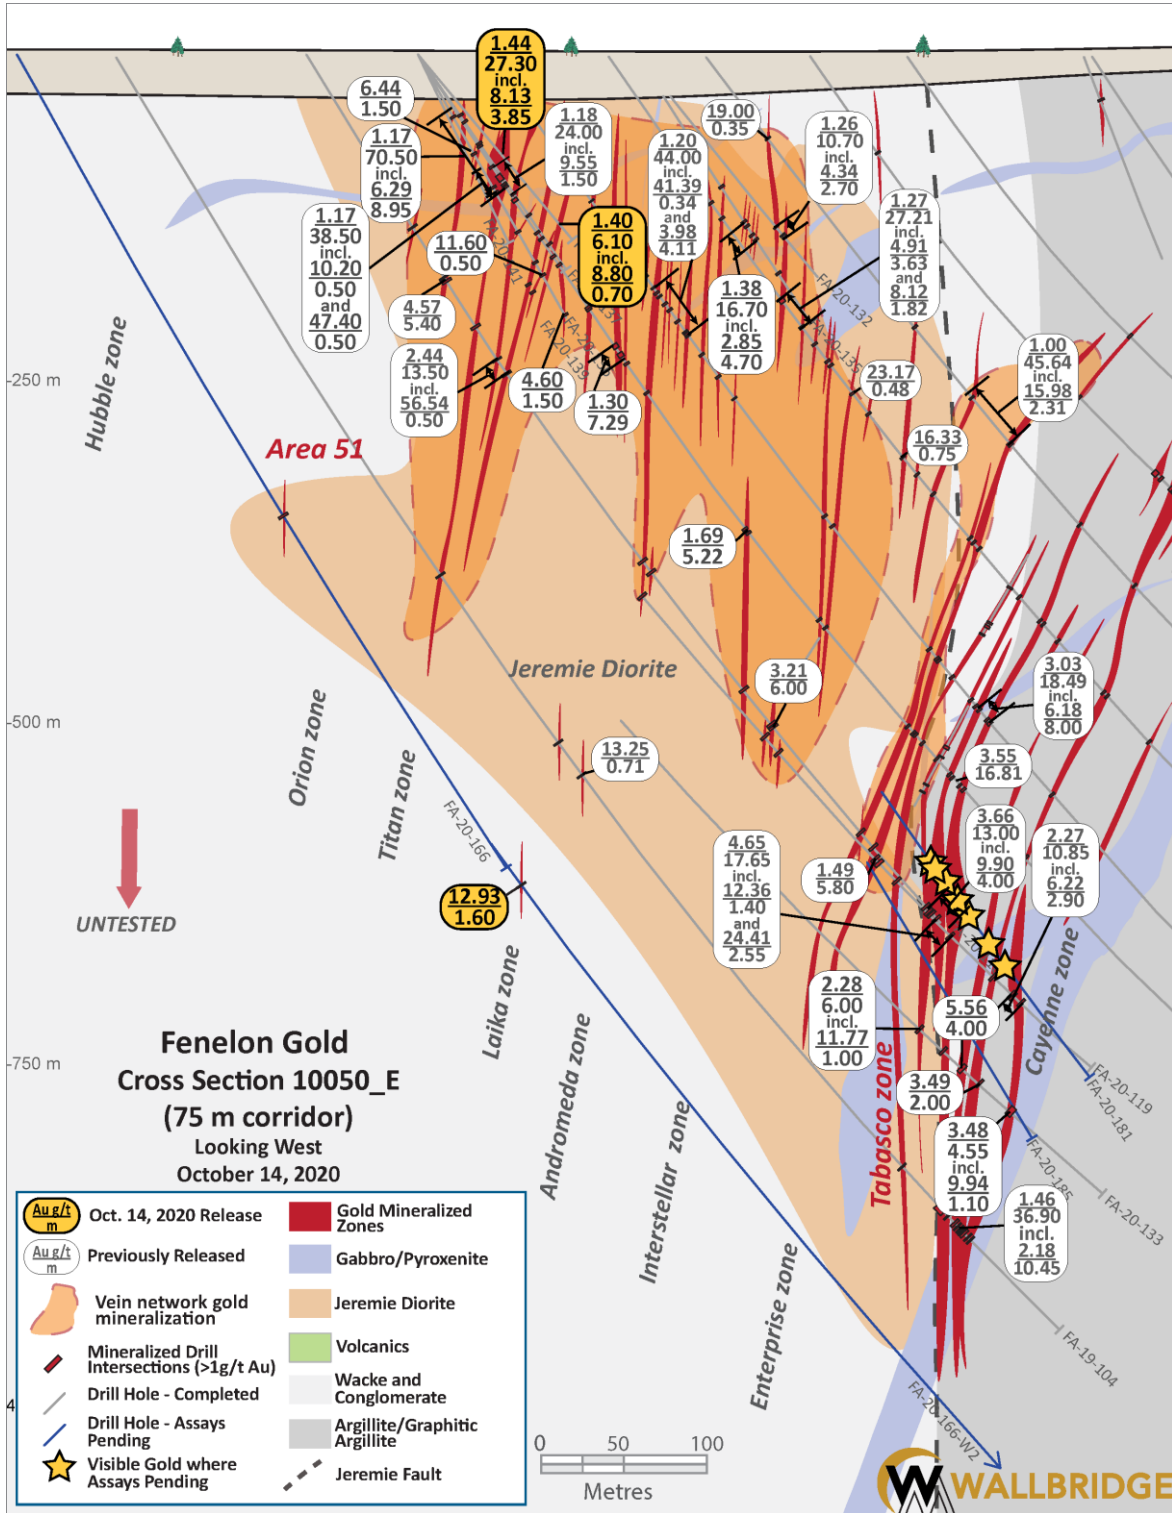 1.44
27.30
incl.
8.13
3.85
6.44
1.50
1.17
70.50
incl.
6.29
8.95
1.18
24.00
incl.
9.55
1.50
19.00
0.35
1.20
44.00
incl.
41.39
0.34
and
3.98
4.11
1.26
10.70
incl.
4.34
2.70
1.27
27.21
incl.
4.91
3.63
and
8.12
1.82
1.17
38.50
incl.
10.20
0.50
and
47.40
0.50
11.60
0.50
1.40
6.10
incl.
8.80
0.70
1.38
16.70
incl.
2.85
4.70
4.57
5.40
2.44
13.50
incl.
56.54
0.50
4.60
1.50
1.30
7.29
23.17
0.48
1.00
45.64
incl.
15.98
2.31
16.33
0.75
FA-20-139
FA-20-132
FA-20-135
-250 m
Hubble zone
Area 51
1.69
5.22
Jeremie Diorite
3.21
6.00
3.03
18.49
incl.
6.18
8.00
-500 m
Orion zone
Titan zone
13.25
0.71
3.55
16.81
3.66
13.00
incl.
9.90
4.00
2.27
10.85
incl.
6.22
2.90
FA-20-166
4.65
17.65
incl.
12.36
1.40
and
24.41
2.55
1.49
5.80
12.93
1.60
UNTESTED
Laika zone
Andromeda zone
Interstellar zone
Enterprise zone
Tabasco zone
Cayenne zone
2.28
6.00
incl.
11.77
1.00
5.56
4.00
3.49
2.00
3.48
4.55
incl.
9.94
1.10
1.46
36.90
incl.
2.18
10.45
FA-20-119
FA-20-181
FA-20-185
FA-20-133
FA-19-104
FA-20-166-W2
-750 m
Fenelon Gold
Cross Section 10050_E
(75 m corridor)
Looking West
October 14, 2020
Au g/t
m
Oct. 14, 2020 Release
Au g/t
m
Previously Released
Vein network gold
mineralization
Mineralized Drill
Intersections (>1g/t Au)
Drill Hole - Completed
Drill Hole - Assays
Pending
Visible Gold where
Assays Pending
Gold Mineralized
Zones
Gabbro/Pyroxenite
Jeremie Diorite
Volcanics
Wacke and
Conglomerate
Argillite/Graphitic
Argillite
Jeremie Fault
0 50 100
Metres
WALLBRIDGE